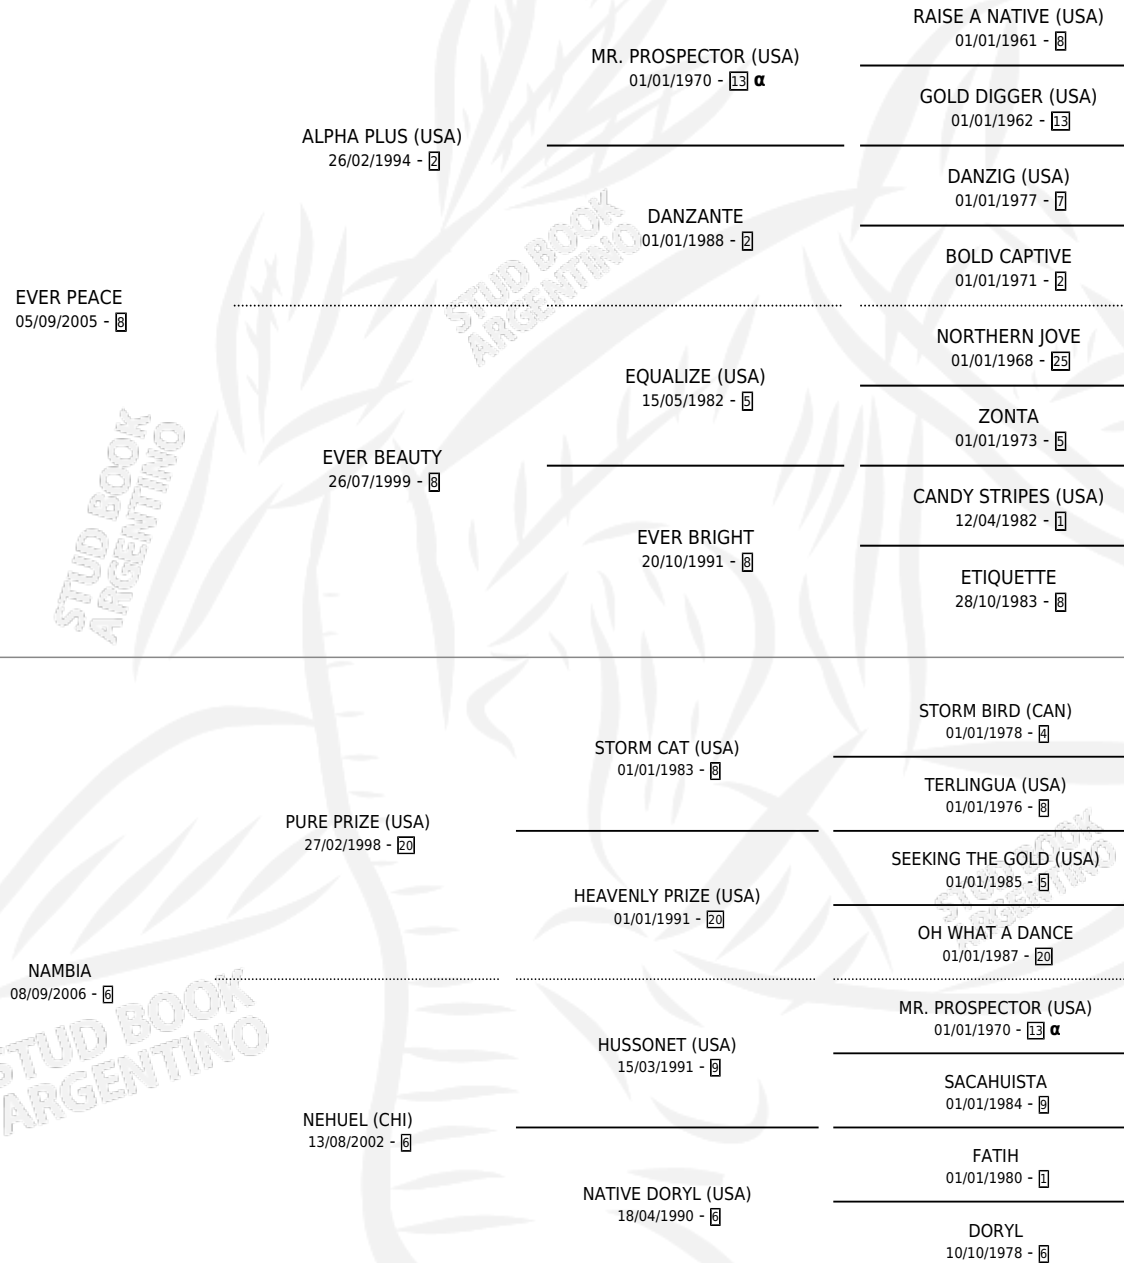 EVER PEACE
05/09/2005 - 8
ALPHA PLUS (USA)
26/02/1994 - 2
MR. PROSPECTOR (USA)
01/01/1970 - 13 α
RAISE A NATIVE (USA)
01/01/1961 - 8
GOLD DIGGER (USA)
01/01/1962 - 13
DANZANTE
01/01/1988 - 2
DANZIG (USA)
01/01/1977 - 7
BOLD CAPTIVE
01/01/1971 - 2
EVER BEAUTY
26/07/1999 - 8
EQUALIZE (USA)
15/05/1982 - 5
NORTHERN JOVE
01/01/1968 - 25
ZONTA
01/01/1973 - 5
EVER BRIGHT
20/10/1991 - 8
CANDY STRIPES (USA)
12/04/1982 - 1
ETIQUETTE
28/10/1983 - 8
NAMBIA
08/09/2006 - 6
PURE PRIZE (USA)
27/02/1998 - 20
STORM CAT (USA)
01/01/1983 - 8
STORM BIRD (CAN)
01/01/1978 - 4
TERLINGUA (USA)
01/01/1976 - 8
HEAVENLY PRIZE (USA)
01/01/1991 - 20
SEEKING THE GOLD (USA)
01/01/1985 - 5
OH WHAT A DANCE
01/01/1987 - 20
NEHUEL (CHI)
13/08/2002 - 6
HUSSONET (USA)
15/03/1991 - 9
MR. PROSPECTOR (USA)
01/01/1970 - 13 α
SACAHUISTA
01/01/1984 - 9
NATIVE DORYL (USA)
18/04/1990 - 6
FATIH
01/01/1980 - 1
DORYL
10/10/1978 - 6
STUD BOOK
ARGENTINO
STUD BOOK
ARGENTINO
STUD BOOK
ARGENTINO
STUD BOOK
ARGENTINO